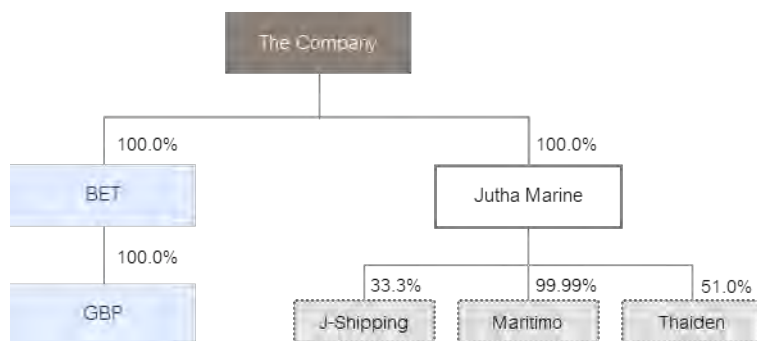 The Company
100.0%
100.0%
BET
Jutha Marine
100.0%
33.3%
99.99%
51.0%
GBP
J-Shipping
Maritimo
Thaiden